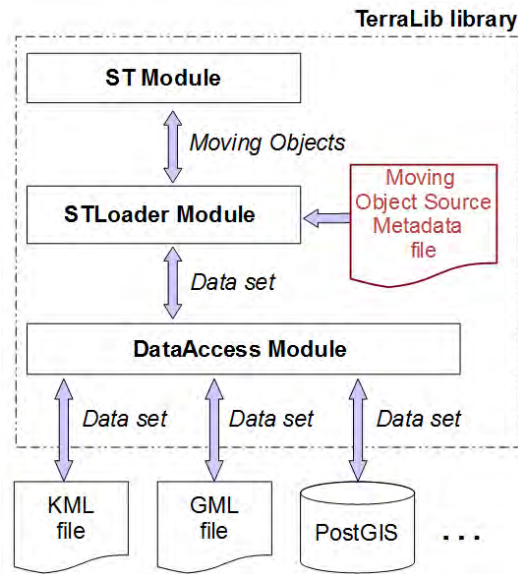 TerraLib library
ST Module
Moving Objects
STLoader Module
Moving
Object Source
Metadata
file
Data set
DataAccess Module
Data set
Data set
Data set
KML
file
GML
file
PostGIS
...